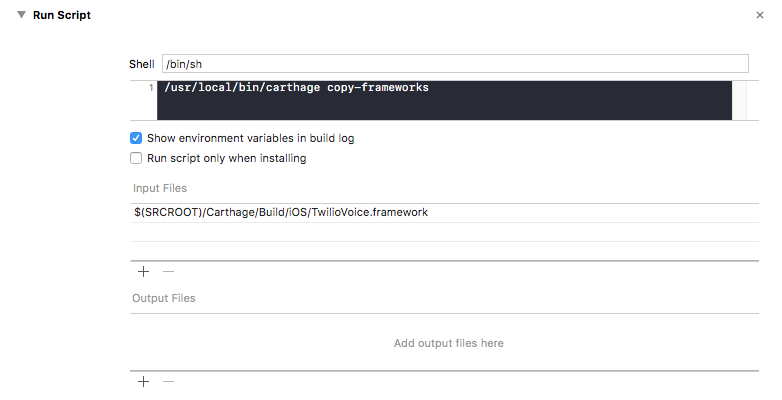 Run Script
Shell /bin/sh
1 /usr/local/bin/carthage copy-frameworks
Show environment variables in build log
Run script only when installing
Input Files
$(SRCROOT)/Carthage/Build/iOS/TwilioVoice.framework
Output Files
Add output files here